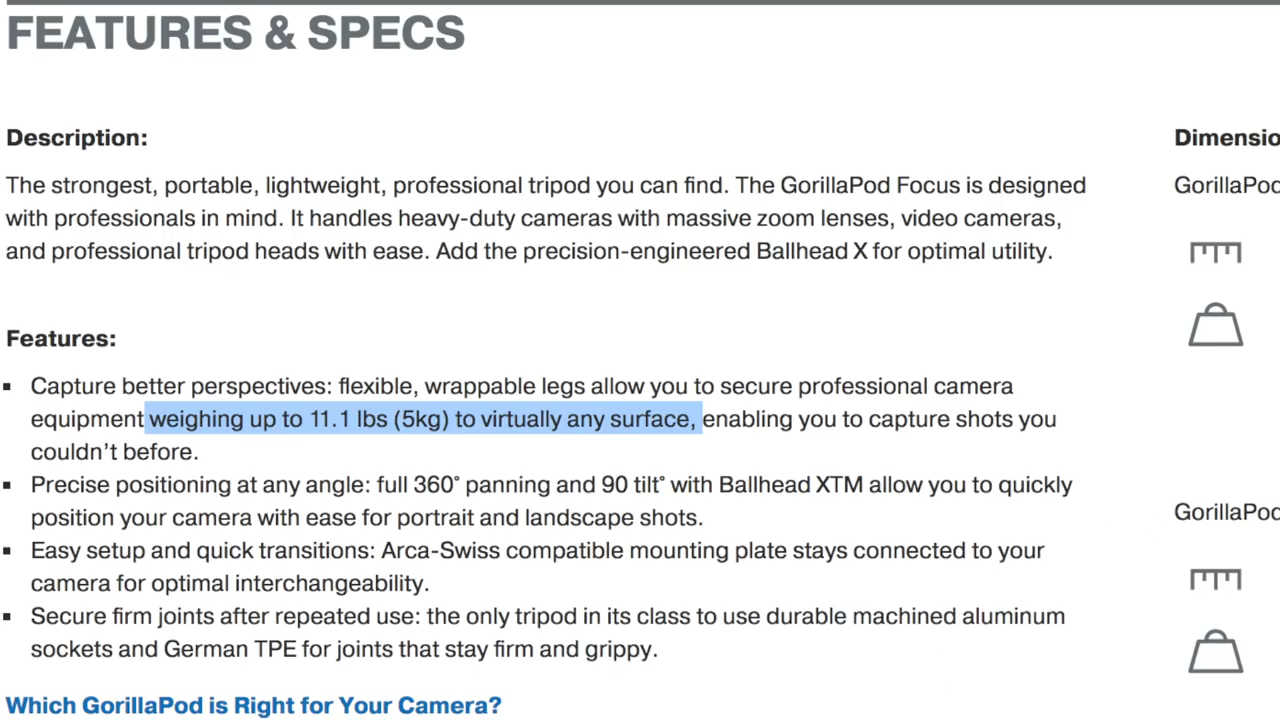 FEATURES & SPECS
Description:
The strongest, portable, lightweight, professional tripod you can find. The GorillaPod Focus is designed
with professionals in mind. It handles heavy-duty cameras with massive zoom lenses, video cameras,
and professional tripod heads with ease. Add the precision-engineered Ballhead X for optimal utility.
Features:
▪ Capture better perspectives: flexible, wrappable legs allow you to secure professional camera
equipment weighing up to 11.1 lbs (5kg) to virtually any surface, enabling you to capture shots you
couldn’t before.
▪ Precise positioning at any angle: full 360° panning and 90 tilt° with Ballhead XTM allow you to quickly
position your camera with ease for portrait and landscape shots.
▪ Easy setup and quick transitions: Arca-Swiss compatible mounting plate stays connected to your
camera for optimal interchangeability.
▪ Secure firm joints after repeated use: the only tripod in its class to use durable machined aluminum
sockets and German TPE for joints that stay firm and grippy.
Which GorillaPod is Right for Your Camera?
Dimensio
GorillaPod
GorillaPod